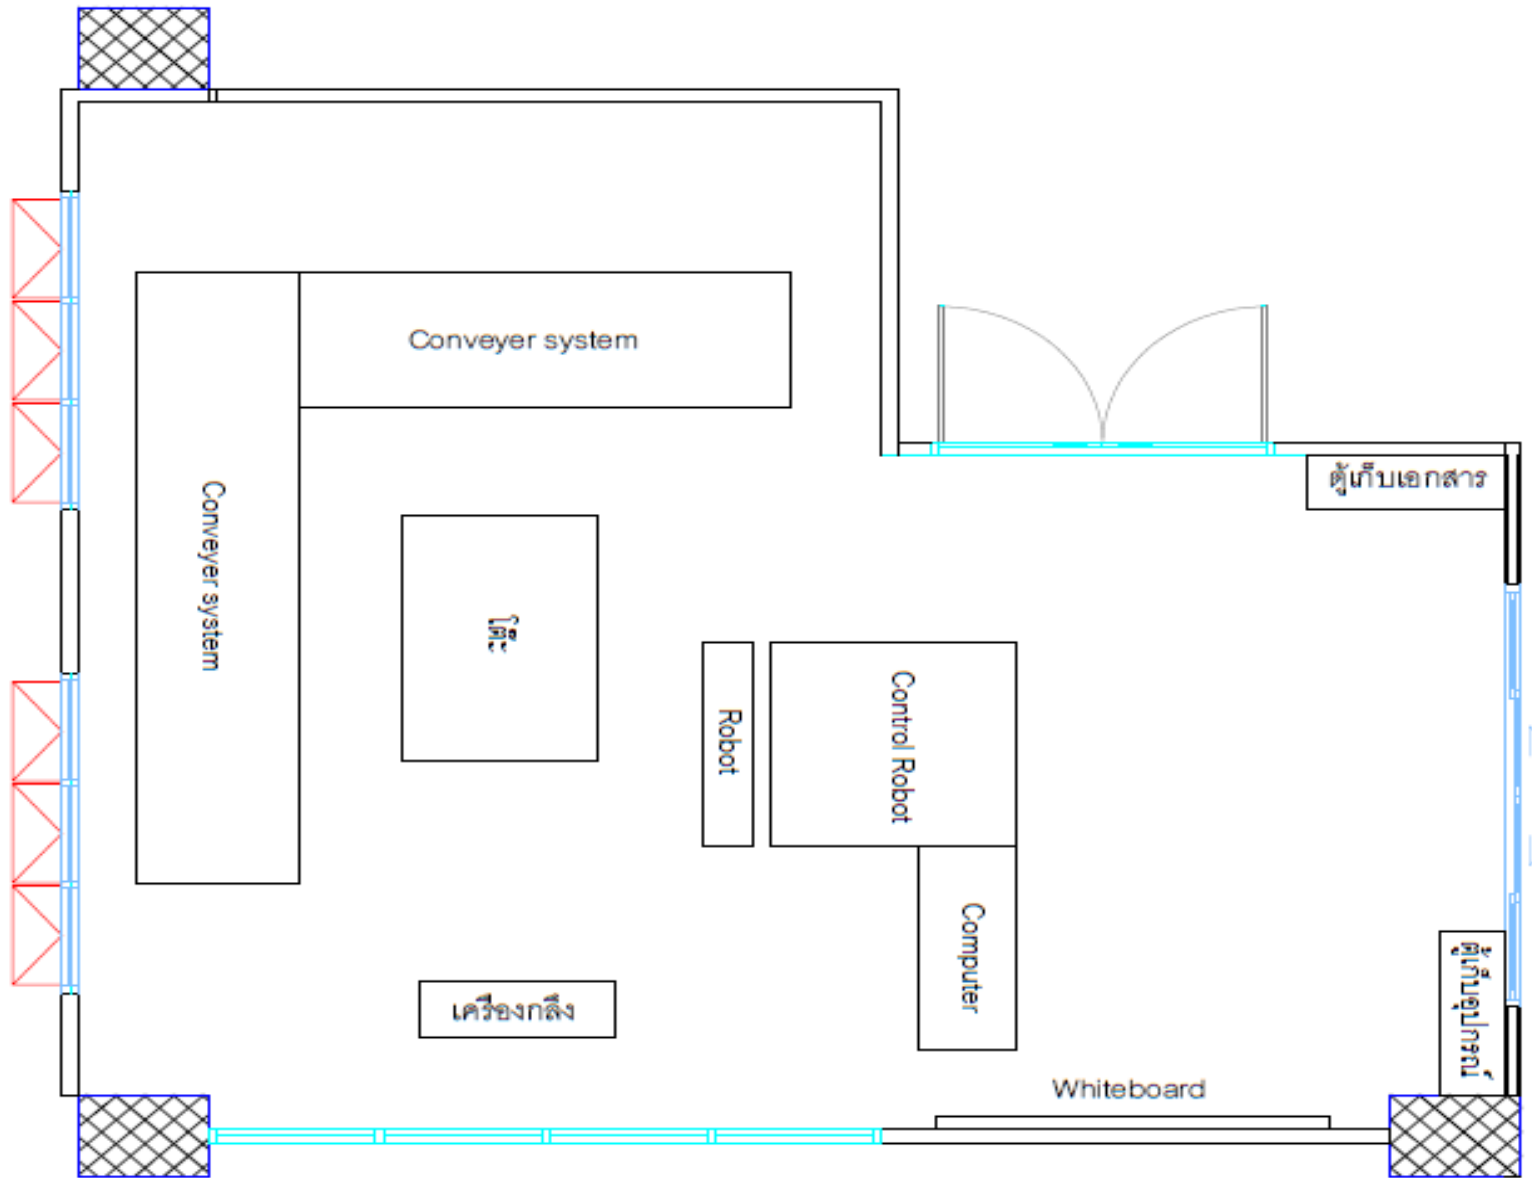 Conveyer system
ตู้เก็บเอกสาร
Conveyer system
โต๊ะ
Robot
Control Robot
Computer
เครื่องกลึง
ตู้เก็บอุปกรณ์
Whiteboard